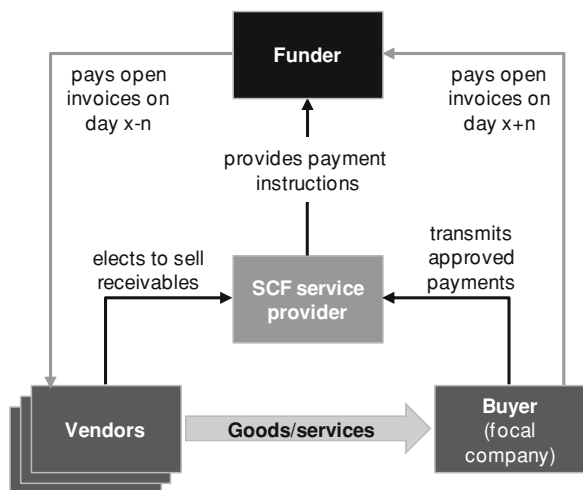 Funder
pays open
invoices on
day x-n
pays open
invoices on
day x+n
provides payment
instructions
elects to sell
receivables
transmits
approved
payments
SCF service
provider
Vendors
Goods/services
Buyer
(focal
company)